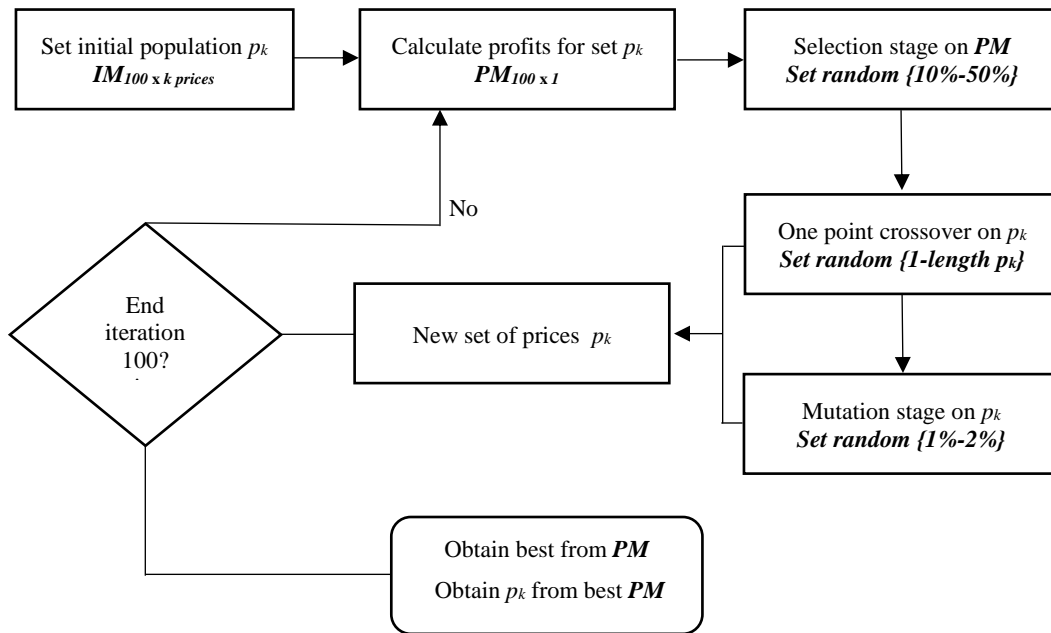 Set initial population pk
IM100 x k prices
Calculate profits for set pk
PM100 x 1
Selection stage on PM
Set random {10%-50%}
No
One point crossover on pk
Set random {1-length pk}
End
iteration
100?
.
New set of prices pk
Mutation stage on pk
Set random {1%-2%}
Obtain best from PM
Obtain pk from best PM